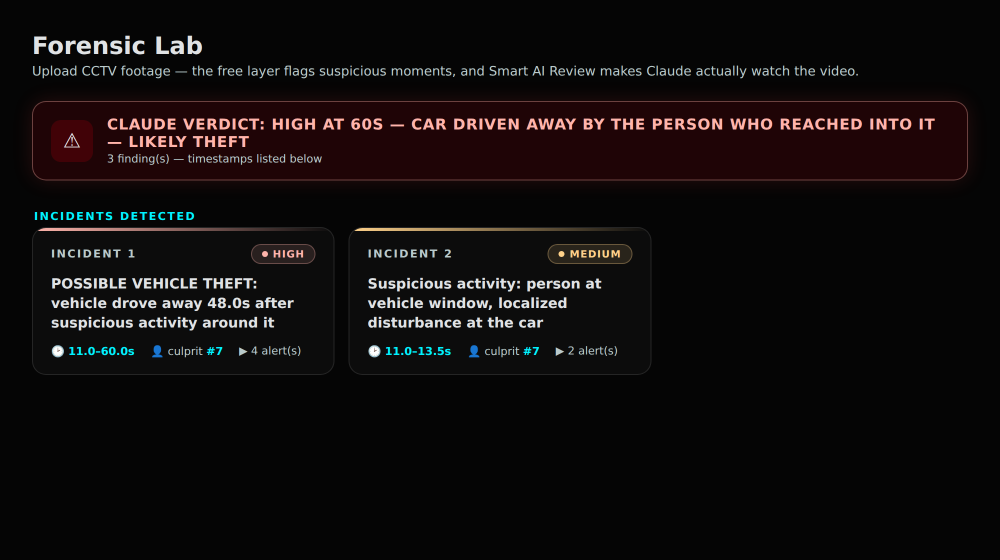 Forensic Lab
Upload CCTV footage — the free layer flags suspicious moments, and Smart AI Review makes Claude actually watch the video.
CLAUDE VERDICT: HIGH AT 60S — CAR DRIVEN AWAY BY THE PERSON WHO REACHED INTO IT
— LIKELY THEFT
3 finding(s) — timestamps listed below
INCIDENTS DETECTED
INCIDENT 1
HIGH
POSSIBLE VEHICLE THEFT:
vehicle drove away 48.0s after
suspicious activity around it
11.0–60.0s culprit #7 ▶ 4 alert(s)
INCIDENT 2
MEDIUM
Suspicious activity: person at
vehicle window, localized
disturbance at the car
11.0–13.5s culprit #7 ▶ 2 alert(s)